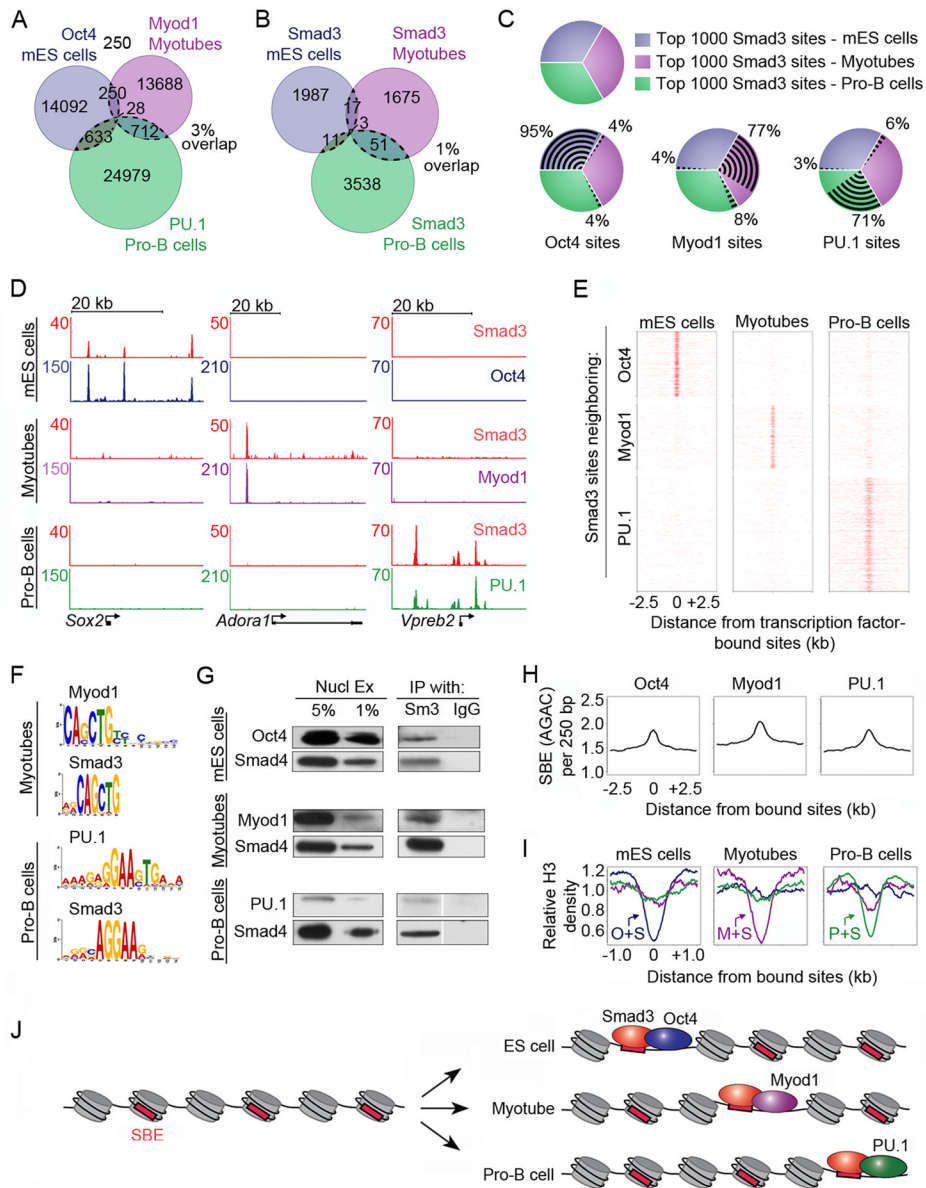 A
Oct4
mES cells
250
Myod1
Myotubes
14092
250
13688
28
633
712
3%
overlap
24979
PU.1
Pro-B cells
B
Smad3
mES cells
Smad3
Myotubes
1987
17
1675
3
11
51
1%
overlap
3538
Smad3
Pro-B cells
C
Top 1000 Smad3 sites - mES cells
Top 1000 Smad3 sites - Myotubes
Top 1000 Smad3 sites - Pro-B cells
95%
4%
4%
Oct4 sites
77%
4%
8%
Myod1 sites
6%
3%
71%
PU.1 sites
D
20 kb
20 kb
20 kb
mES cells
40
50
70
Smad3
150
210
70
Oct4
Myotubes
40
50
70
Smad3
150
210
70
Myod1
Pro-B cells
40
50
70
Smad3
150
210
70
PU.1
Sox2
Adora1
Vpreb2
E
mES cells
Myotubes
Pro-B cells
Smad3 sites neighboring:
Oct4
Myod1
PU.1
-2.5 0 +2.5
Distance from transcription factor-
bound sites (kb)
F
Myotubes
Myod1
Smad3
Pro-B cells
PU.1
Smad3
G
Nucl Ex
IP with:
5% 1%
Sm3 IgG
mES cells
Oct4
Smad4
Myotubes
Myod1
Smad4
Pro-B cells
PU.1
Smad4
H
Oct4
Myod1
PU.1
SBE (AGAC)
per 250 bp
2.5
2.0
1.5
1.0
-2.5 0 +2.5
Distance from bound sites (kb)
I
mES cells
Myotubes
Pro-B cells
Relative H3
density
1.2
1.0
0.8
0.6
O+S
M+S
P+S
-1.0 0 +1.0
Distance from bound sites (kb)
J
SBE
Smad3
Oct4
ES cell
Myod1
Myotube
PU.1
Pro-B cell